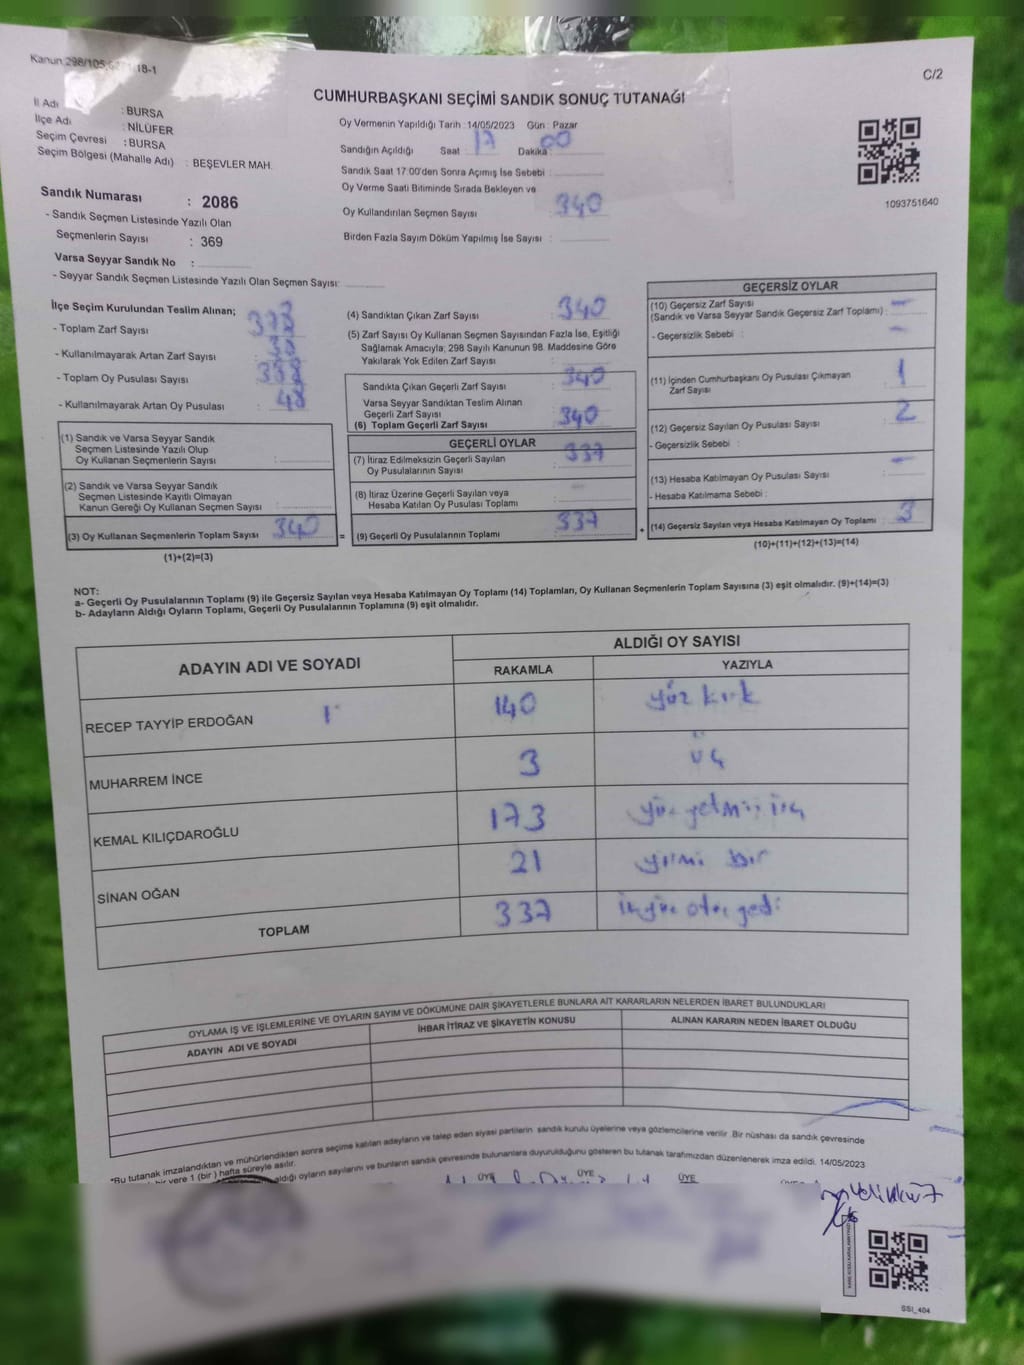 Kanun 298/105, 18-1
C/2
CUMHURBAŞKANI SEÇİMİ SANDIK SONUÇ TUTANAĞI
İl Adı : BURSA
İlçe Adı : NİLÜFER
Seçim Çevresi : BURSA
Seçim Bölgesi (Mahalle Adı) : BEŞEVLER MAH.
Oy Vermenin Yapıldığı Tarih :14/05/2023 Gün : Pazar
Sandığın Açıldığı Saat 17 Dakika 00
Sandık Saat 17:00'den Sonra Açımış İse Sebebi :
Oy Verme Saati Bitiminde Sırada Bekleyen ve
Oy Kullandırılan Seçmen Sayısı 340
Birden Fazla Sayım Döküm Yapılmış İse Sayısı :
1093751640
Sandık Numarası : 2086
- Sandık Seçmen Listesinde Yazılı Olan
Seçmenlerin Sayısı : 369
Varsa Seyyar Sandık No :
- Seyyar Sandık Seçmen Listesinde Yazılı Olan Seçmen Sayısı:
İlçe Seçim Kurulundan Teslim Alınan;
- Toplam Zarf Sayısı
- Kullanılmayarak Artan Zarf Sayısı
- Toplam Oy Pusulası Sayısı
- Kullanılmayarak Artan Oy Pusulası
(1) Sandık ve Varsa Seyyar Sandık
Seçmen Listesinde Yazılı Olup
Oy Kullanan Seçmenlerin Sayısı :
(2) Sandık ve Varsa Seyyar Sandık
Seçmen Listesinde Kayıtlı Olmayan
Kanun Gereği Oy Kullanan Seçmen Sayısı :
(3) Oy Kullanan Seçmenlerin Toplam Sayısı 340 =
(1)+(2)=(3)
(4) Sandıktan Çıkan Zarf Sayısı 340
(5) Zarf Sayısı Oy Kullanan Seçmen Sayısından Fazla İse, Eşitliği
Sağlamak Amacıyla; 298 Sayılı Kanunun 98. Maddesine Göre
Yakılarak Yok Edilen Zarf Sayısı
Sandıkta Çıkan Geçerli Zarf Sayısı 340
Varsa Seyyar Sandıktan Teslim Alınan
Geçerli Zarf Sayısı
(6) Toplam Geçerli Zarf Sayısı 340
GEÇERLİ OYLAR
(7) İtiraz Edilmeksizin Geçerli Sayılan
Oy Pusulalarının Sayısı 337
(8) İtiraz Üzerine Geçerli Sayılan veya
Hesaba Katılan Oy Pusulası Toplamı -
(9) Geçerli Oy Pusulalarının Toplamı 337 +
GEÇERSİZ OYLAR
(10) Geçersiz Zarf Sayısı
(Sandık ve Varsa Seyyar Sandık Geçersiz Zarf Toplamı) : -
- Geçersizlik Sebebi : -
(11) İçinden Cumhurbaşkanı Oy Pusulası Çıkmayan
Zarf Sayısı 1
(12) Geçersiz Sayılan Oy Pusulası Sayısı : 2
- Geçersizlik Sebebi :
(13) Hesaba Katılmayan Oy Pusulası Sayısı : -
- Hesaba Katılmama Sebebi :
(14) Geçersiz Sayılan veya Hesaba Katılmayan Oy Toplamı : 3
(10)+(11)+(12)+(13)=(14)
NOT:
a- Geçerli Oy Pusulalarının Toplamı (9) ile Geçersiz Sayılan veya Hesaba Katılmayan Oy Toplamı (14) Toplamları, Oy Kullanan Seçmenlerin Toplam Sayısına (3) eşit olmalıdır. (9)+(14)=(3)
b- Adayların Aldığı Oyların Toplamı, Geçerli Oy Pusulalarının Toplamına (9) eşit olmalıdır.
ADAYIN ADI VE SOYADI ALDIĞI OY SAYISI
RAKAMLA YAZIYLA
RECEP TAYYİP ERDOĞAN 140 yüz kırk
MUHARREM İNCE 3 üç
KEMAL KILIÇDAROĞLU 173 yüz yetmiş üç
SİNAN OĞAN 21 yirmi bir
TOPLAM 337
OYLAMA İŞ VE İŞLEMLERİNE VE OYLARIN SAYIM VE DÖKÜMÜNE DAİR ŞİKAYETLERLE BUNLARA AİT KARARLARIN NELERDEN İBARET BULUNDUKLARI
ADAYIN ADI VE SOYADI İHBAR İTİRAZ VE ŞİKAYETİN KONUSU ALINAN KARARIN NEDEN İBARET OLDUĞU
*Bu tutanak imzalandıktan ve mühürlendikten sonra seçime katılan adayların ve talep eden siyasi partilerin sandık kurulu üyelerine veya gözlemcilerine verilir. Bir nüshası da sandık çevresinde
yere 1 (bir) hafta süreyle asılır.
aldığı oyların sayılarını ve bunların sandık çevresinde bulunanlara duyurulduğunu gösteren bu tutanak tarafımızdan düzenlenerek imza edildi. 14/05/2023
ÜYE ÜYE ÜYE
SSI_404